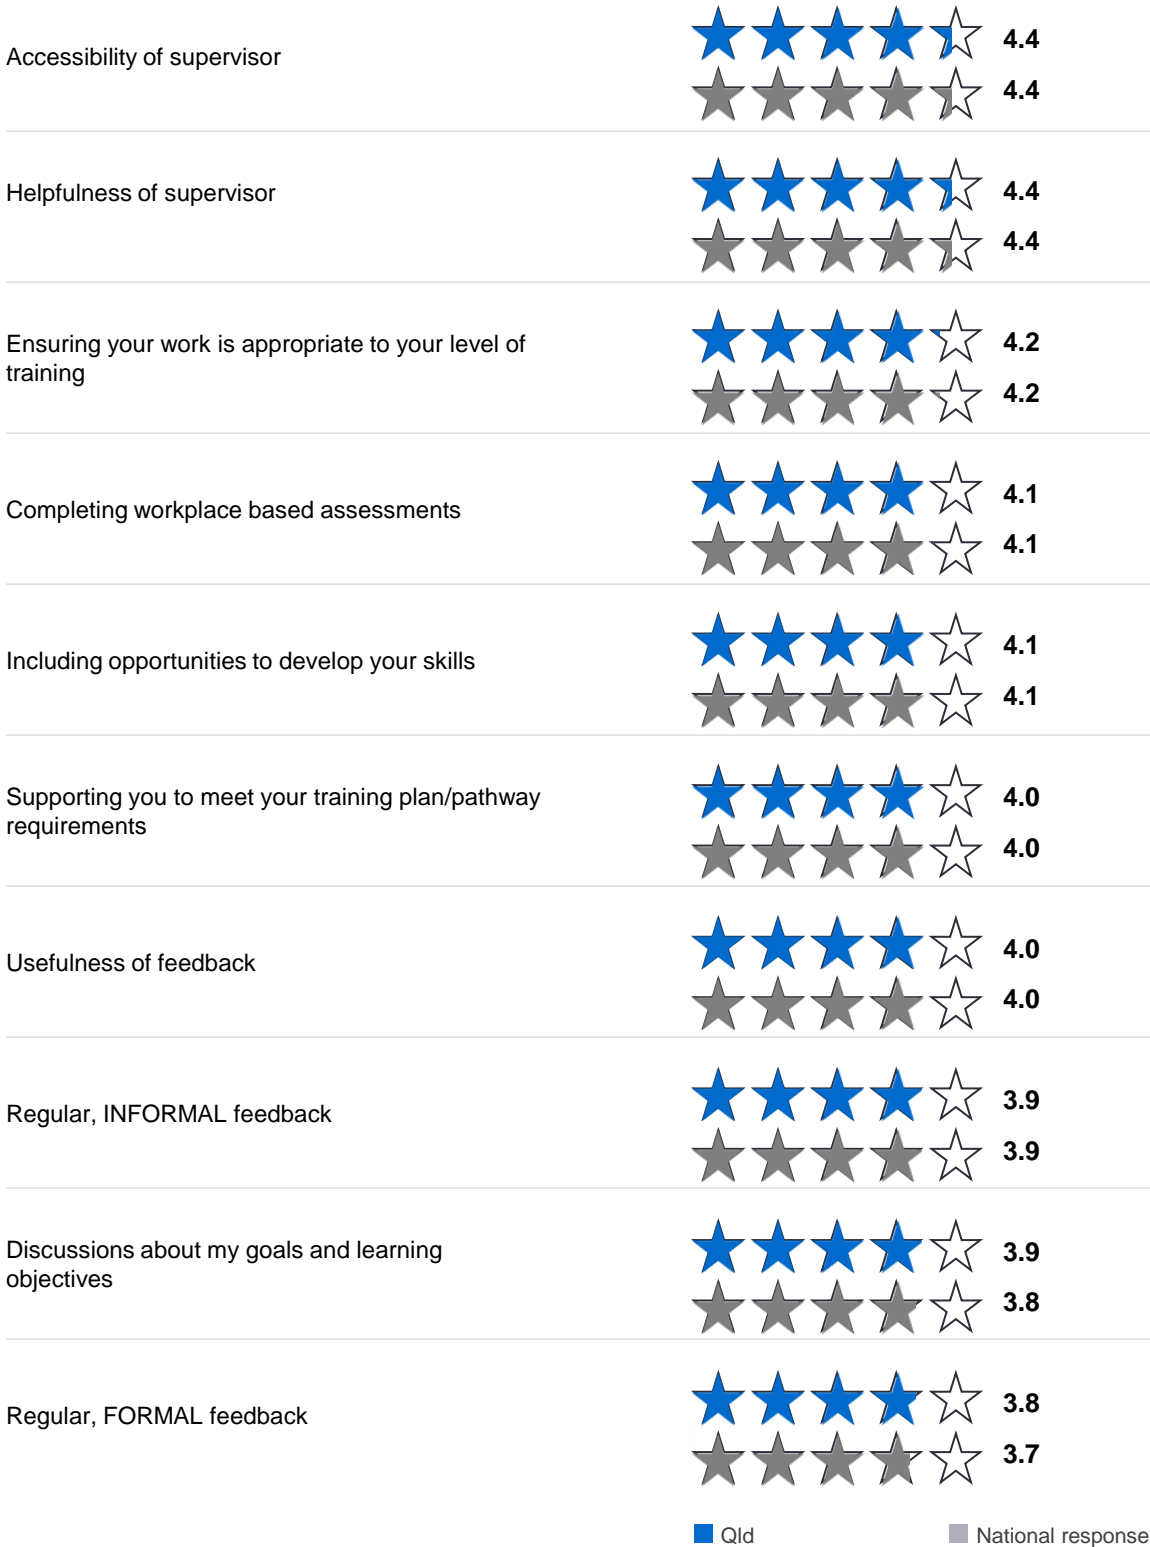 Accessibility of supervisor
4.4
4.4
Helpfulness of supervisor
4.4
4.4
Ensuring your work is appropriate to your level of
training
4.2
4.2
Completing workplace based assessments
4.1
4.1
Including opportunities to develop your skills
4.1
4.1
Supporting you to meet your training plan/pathway
requirements
4.0
4.0
Usefulness of feedback
4.0
4.0
Regular, INFORMAL feedback
3.9
3.9
Discussions about my goals and learning
objectives
3.9
3.8
Regular, FORMAL feedback
3.8
3.7
Qld
National response